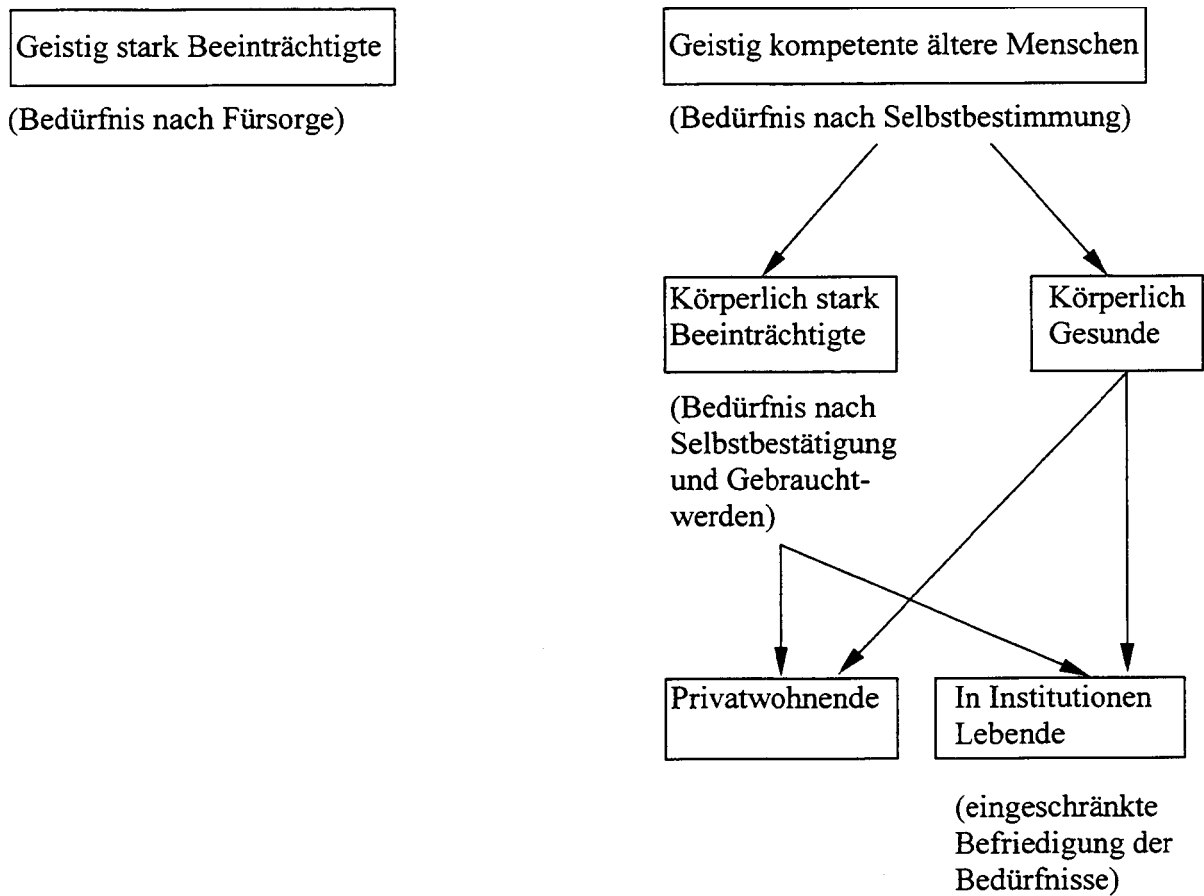 Geistig stark Beeinträchtigte
(Bedürfnis nach Fürsorge)
Geistig kompetente ältere Menschen
(Bedürfnis nach Selbstbestimmung)
Körperlich stark
Beeinträchtigte
Körperlich
Gesunde
(Bedürfnis nach
Selbstbestätigung
und Gebraucht-
werden)
Privatwohnende
In Institutionen
Lebende
(eingeschränkte
Befriedigung der
Bedürfnisse)